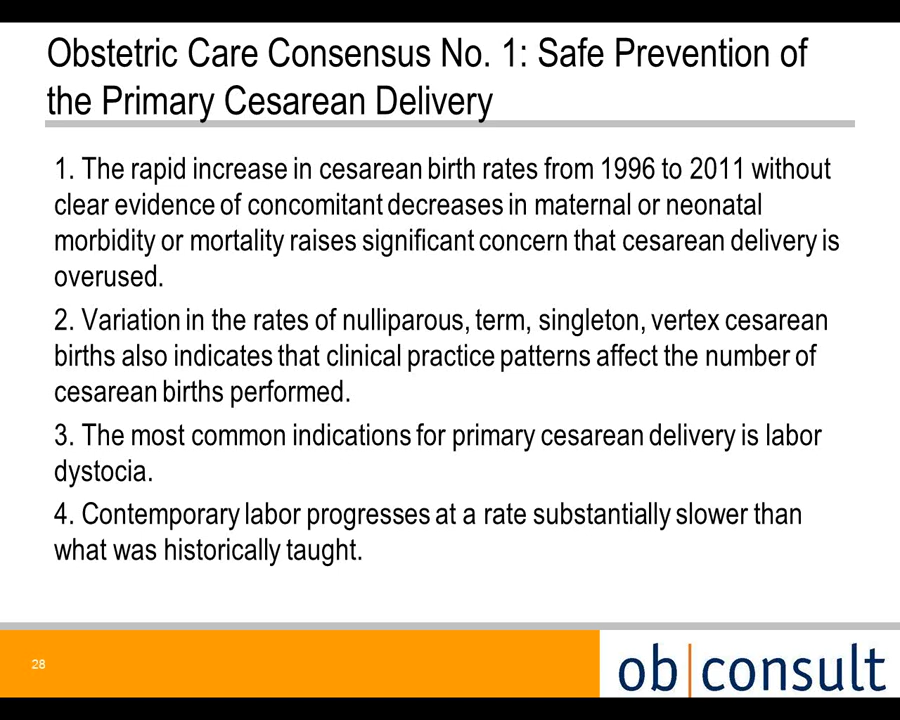 Obstetric Care Consensus No. 1: Safe Prevention of
the Primary Cesarean Delivery
1. The rapid increase in cesarean birth rates from 1996 to 2011 without
clear evidence of concomitant decreases in maternal or neonatal
morbidity or mortality raises significant concern that cesarean delivery is
overused.
2. Variation in the rates of nulliparous, term, singleton, vertex cesarean
births also indicates that clinical practice patterns affect the number of
cesarean births performed.
3. The most common indications for primary cesarean delivery is labor
dystocia.
4. Contemporary labor progresses at a rate substantially slower than
what was historically taught.
28
ob|consult